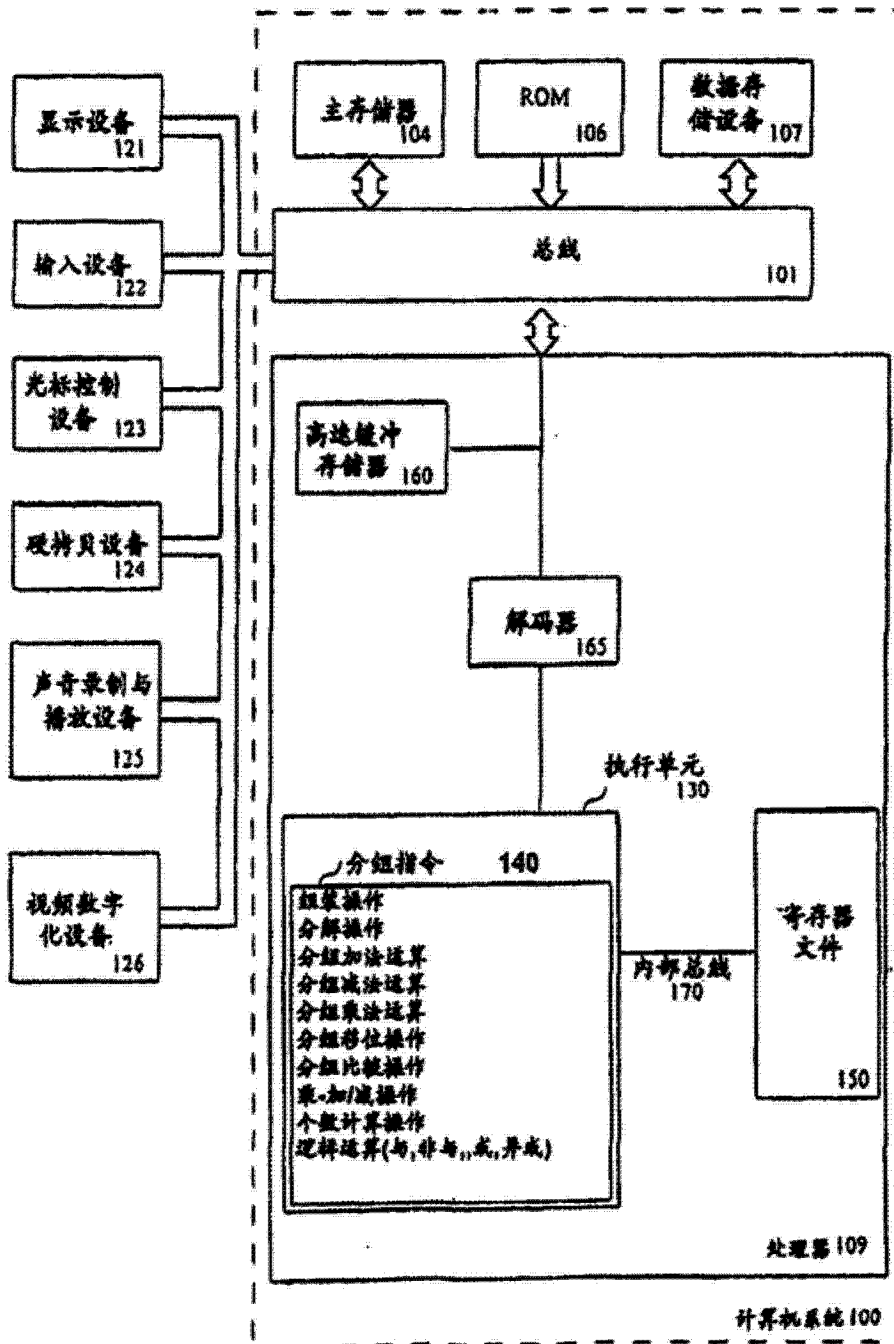 主存储器
104
ROM
106
数据存
储设备
107
显示设备
121
总线
101
输入设备
122
光标控制
设备
123
高速缓冲
存储器
160
硬拷贝设备
124
解码器
165
声音录制与
播放设备
125
执行单元
130
分组指令 140
组装操作
分解操作
分组加法运算
分组减法运算
分组乘法运算
分组移位操作
分组比较操作
乘-加/减操作
个数计算操作
逻辑运算(与,非与,,或,异或)
内部总线
170
寄存器
文件
150
视频数字
化设备
126
处理器 109
计算机系统 100